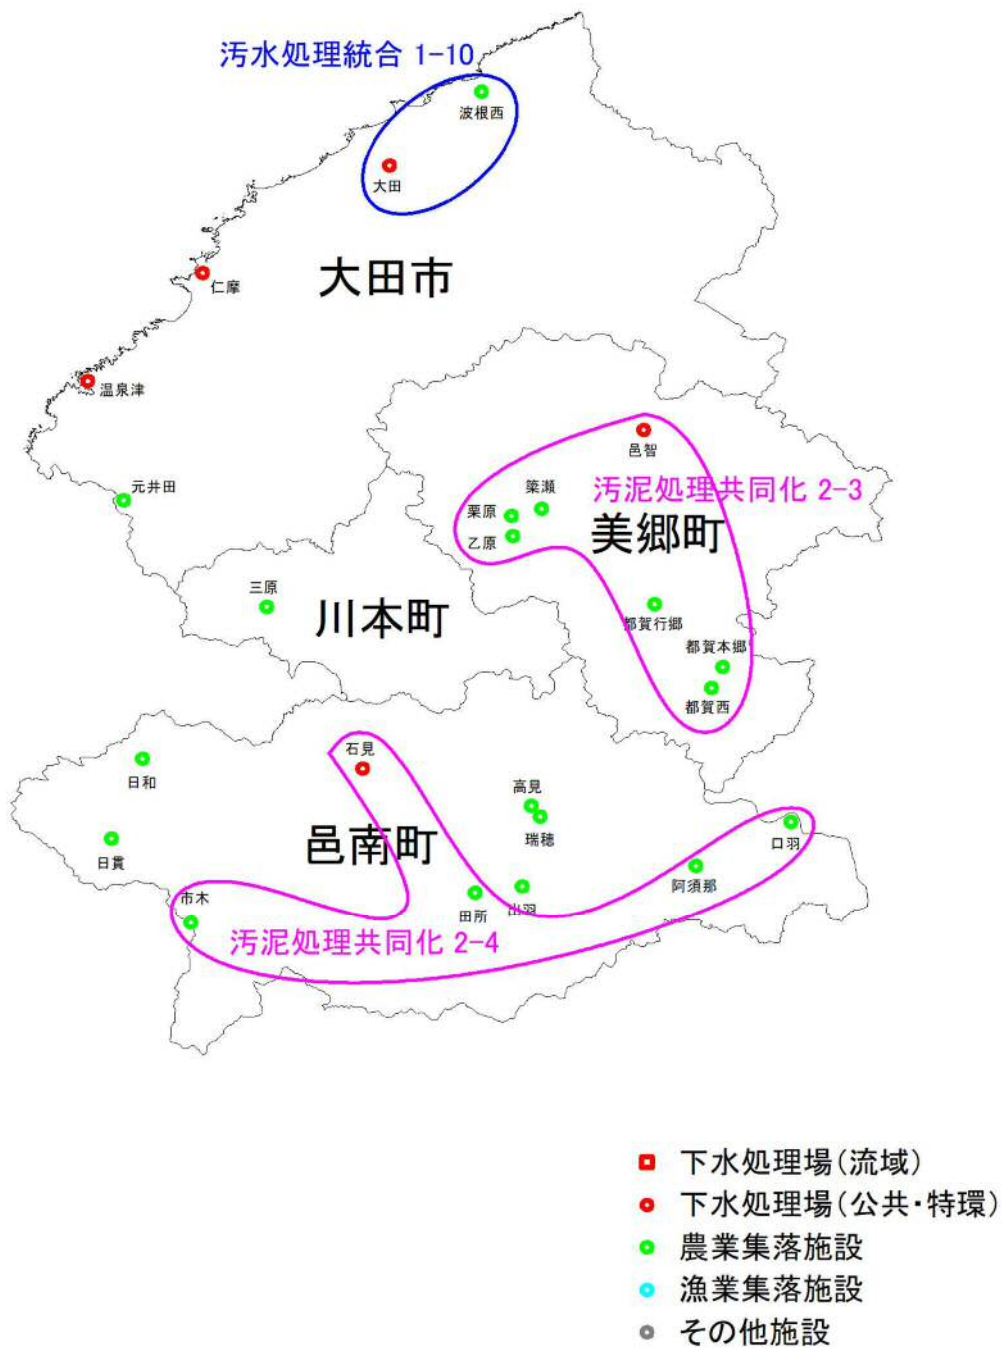 汚水処理統合 1-10
波根西
大田
仁摩
大田市
温泉津
邑智
元井田
簗瀬
汚泥処理共同化 2-3
栗原
乙原
美郷町
三原
川本町
都賀行郷
都賀本郷
都賀西
石見
日和
高見
瑞穂
口羽
邑南町
日貫
阿須那
市木
田所
出羽
汚泥処理共同化 2-4
下水処理場(流域)
下水処理場(公共・特環)
農業集落施設
漁業集落施設
その他施設